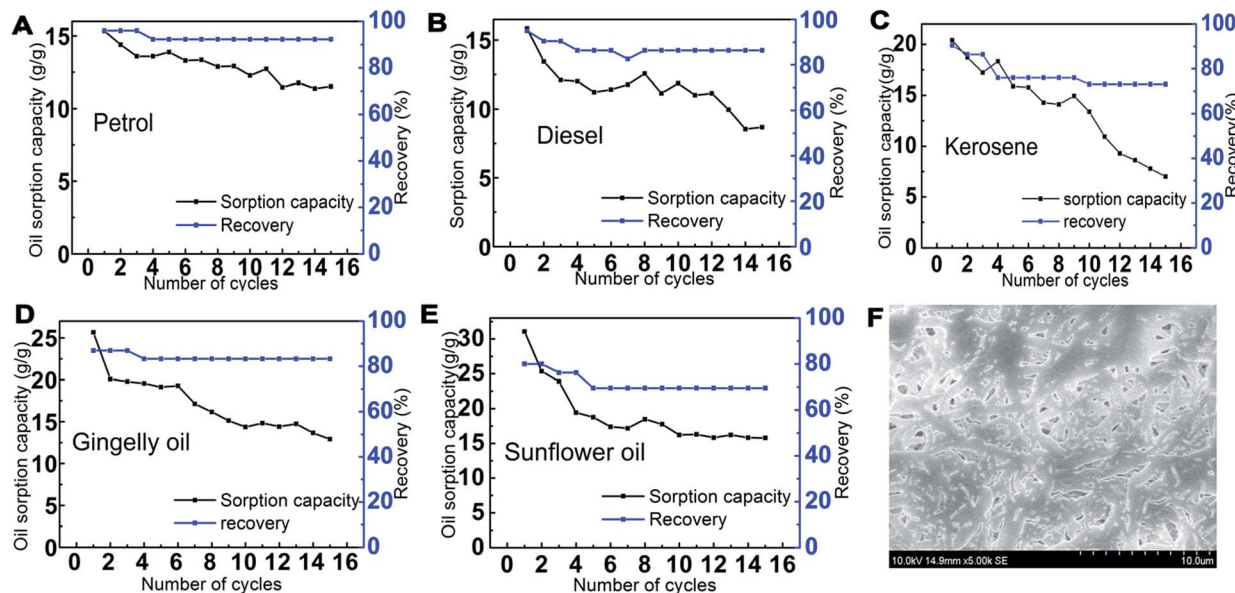 A
Oil sorption capacity (g/g)
15
10
5
0
Petrol
Sorption capacity
Recovery
0 2 4 6 8 10 12 14 16
Number of cycles
100
80
60
40
20
0
Recovery (%)
B
Sorption capacity (g/g)
15
10
5
0
Diesel
Sorption capacity
Recovery
0 2 4 6 8 10 12 14 16
Number of cycles
100
80
60
40
20
0
Recovery (%)
C
Oil sorption capacity(g/g)
20
15
10
5
0
Kerosene
sorption capacity
recovery
0 2 4 6 8 10 12 14 16
Number of cycles
100
80
60
40
20
0
Recovery (%)
D
Oil sorption capacity (g/g)
25
20
15
10
5
0
Gingelly oil
Sorption capacity
recovery
0 2 4 6 8 10 12 14 16
Number of cycles
100
80
60
40
20
0
Recovery (%)
E
Oil sorption capacity(g/g)
30
25
20
15
10
5
0
Sunflower oil
Sorption capacity
Recovery
0 2 4 6 8 10 12 14 16
Number of cycles
100
80
60
40
20
0
Recovery (%)
F
10.0kV 14.9mm x5.00k SE 10.0um